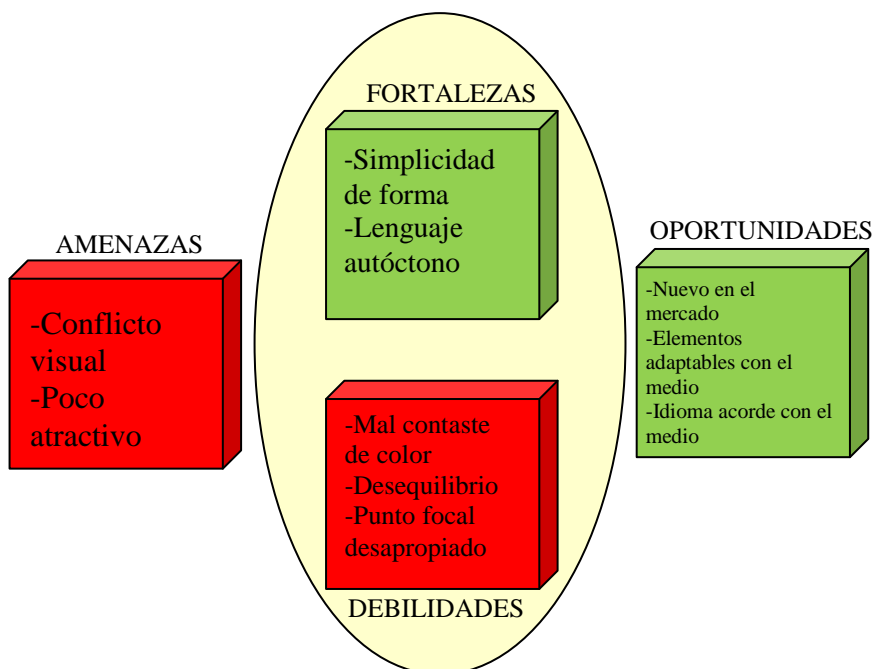 FORTALEZAS
-Simplicidad
de forma
-Lenguaje
autóctono
AMENAZAS
-Conflicto
visual
-Poco
atractivo
OPORTUNIDADES
-Nuevo en el
mercado
-Elementos
adaptables con el
medio
-Idioma acorde con el
medio
-Mal contaste
de color
-Desequilibrio
-Punto focal
desapropiado
DEBILIDADES